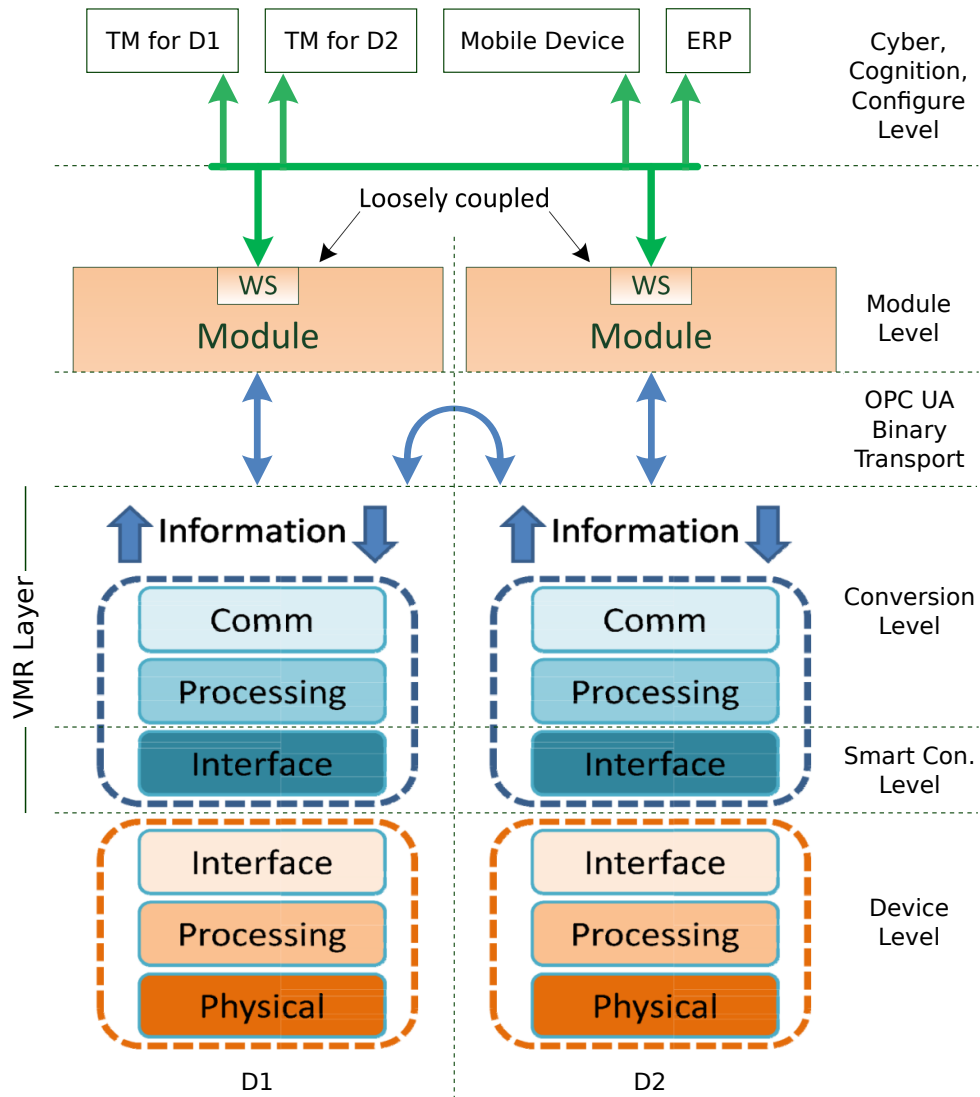 TM for D1
TM for D2
Mobile Device
ERP
Cyber,
Cognition,
Configure
Level
Loosely coupled
WS
Module
WS
Module
Module
Level
OPC UA
Binary
Transport
VMR Layer
Information
Information
Comm
Comm
Conversion
Level
Processing
Processing
Interface
Interface
Smart Con.
Level
Interface
Interface
Processing
Processing
Device
Level
Physical
Physical
D1
D2